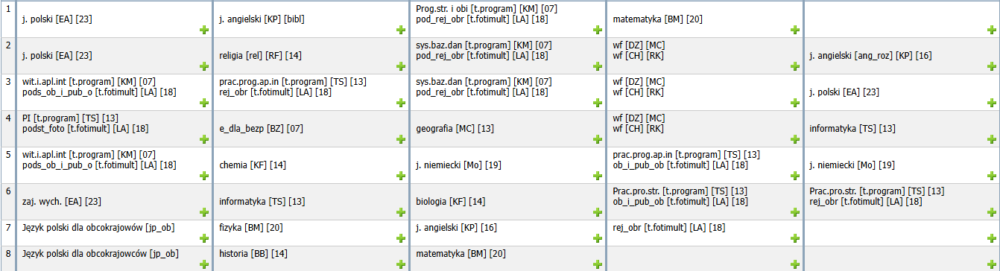 1
j. polski [EA] [23]
j. angielski [KP] [bibl]
Prog.str. i obi [t.program] [KM] [07]
pod_rej_obr [t.fotimult] [LA] [18]
matematyka [BM] [20]
2
j. polski [EA] [23]
religia [rel] [RF] [14]
sys.baz.dan [t.program] [KM] [07]
pod_rej_obr [t.fotimult] [LA] [18]
wf [DZ] [MC]
wf [CH] [RK]
j. angielski [ang_roz] [KP] [16]
3
wit.i.apl.int [t.program] [KM] [07]
pods_ob_i_pub_o [t.fotimult] [LA] [18]
prac.prog.ap.in [t.program] [TS] [13]
rej_obr [t.fotimult] [LA] [18]
sys.baz.dan [t.program] [KM] [07]
pod_rej_obr [t.fotimult] [LA] [18]
wf [DZ] [MC]
wf [CH] [RK]
j. polski [EA] [23]
4
PI [t.program] [TS] [13]
podst_foto [t.fotimult] [LA] [18]
e_dla_bezp [BZ] [07]
geografia [MC] [13]
wf [DZ] [MC]
wf [CH] [RK]
informatyka [TS] [13]
5
wit.i.apl.int [t.program] [KM] [07]
pods_ob_i_pub_o [t.fotimult] [LA] [18]
chemia [KF] [14]
j. niemiecki [Mo] [19]
prac.prog.ap.in [t.program] [TS] [13]
ob_i_pub_ob [t.fotimult] [LA] [18]
j. niemiecki [Mo] [19]
6
zaj. wych. [EA] [23]
informatyka [TS] [13]
biologia [KF] [14]
Prac.pro.str. [t.program] [TS] [13]
ob_i_pub_ob [t.fotimult] [LA] [18]
Prac.pro.str. [t.program] [TS] [13]
rej_obr [t.fotimult] [LA] [18]
7
Język polski dla obcokrajowów [jp_ob]
fizyka [BM] [20]
j. angielski [KP] [16]
rej_obr [t.fotimult] [LA] [18]
8
Język polski dla obcokrajowców [jp_ob]
historia [BB] [14]
matematyka [BM] [20]